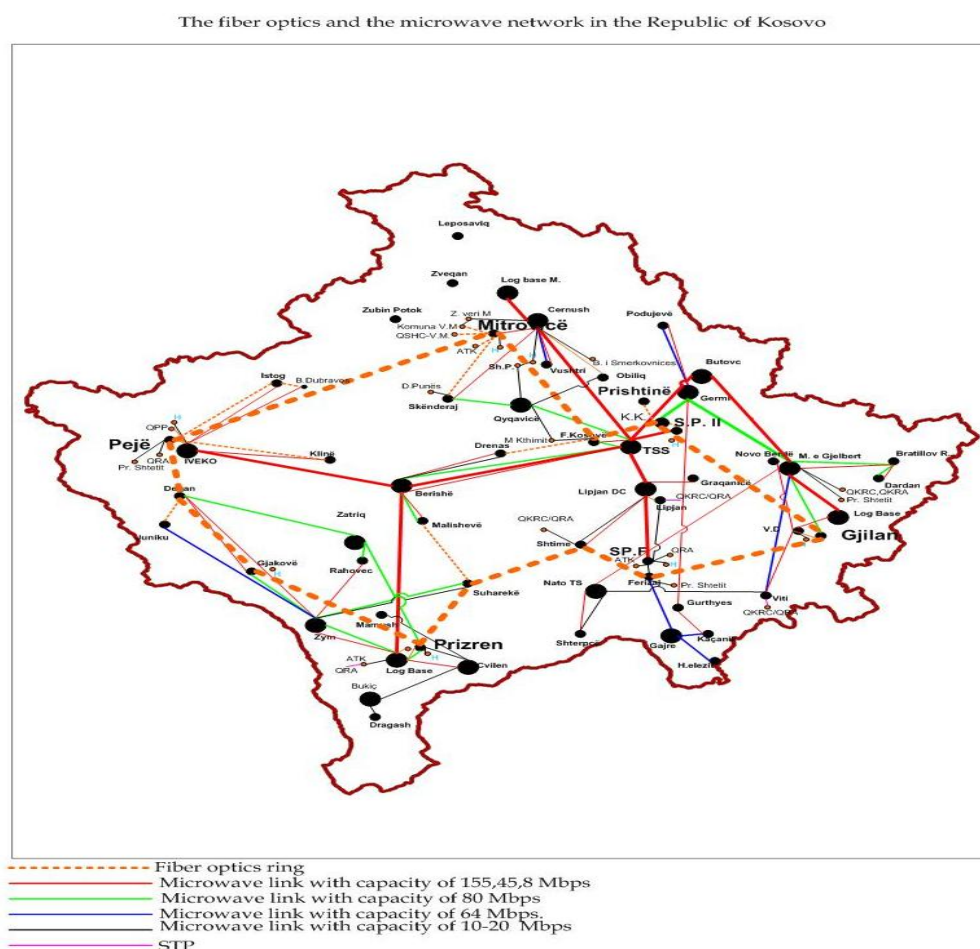 The fiber optics and the microwave network in the Republic of Kosovo
Leposaviq
Zveqan
Log base M.
Zubin Potok
Z. veri M
Cernush
Komuna V.M
Mitrovicë
QSHC-V.M.
Podujevë
ATK
H
H
B. i Smerkovnices
Sh.P.
Vushtri
Butovc
Istog
B.Dubraves
Obiliq
D.Punës
Prishtinë
Germi
Skënderaj
Qyqavicë
H
K.K.
S.P. II
QPP
M.Kthimit
F.Kosovë
Pejë
Drenas
H
TSS
QRA
IVEKO
Klinë
Novo Berdë
M. e Gjelbert
Bratillov R.
Pr. Shtetit
Graqanicë
Dardan
Deçan
Berishë
Lipjan DC
QKRC/QRA
QKRC,QKRA
Pr. Shtetit
Lipjan
Log Base
Zatriq
Malishevë
QKRC/QRA
V.D
Juniku
Gjilan
Shtime
SP.F
QRA
ATK
H
Gjakovë
H
Rahovec
Ferizaj
Nato TS
Pr. Shtetit
Suharekë
Viti
Gurthyes
QKRC/QRA
Mamush
Zym
Shterpcë
Kaçanik
Prizren
Gajre
ATK
H
QRA
Log Base
Cvilen
H.elezit
Bukiç
Dragash
Fiber optics ring
Microwave link with capacity of 155,45,8 Mbps
Microwave link with capacity of 80 Mbps
Microwave link with capacity of 64 Mbps.
Microwave link with capacity of 10-20 Mbps
STP